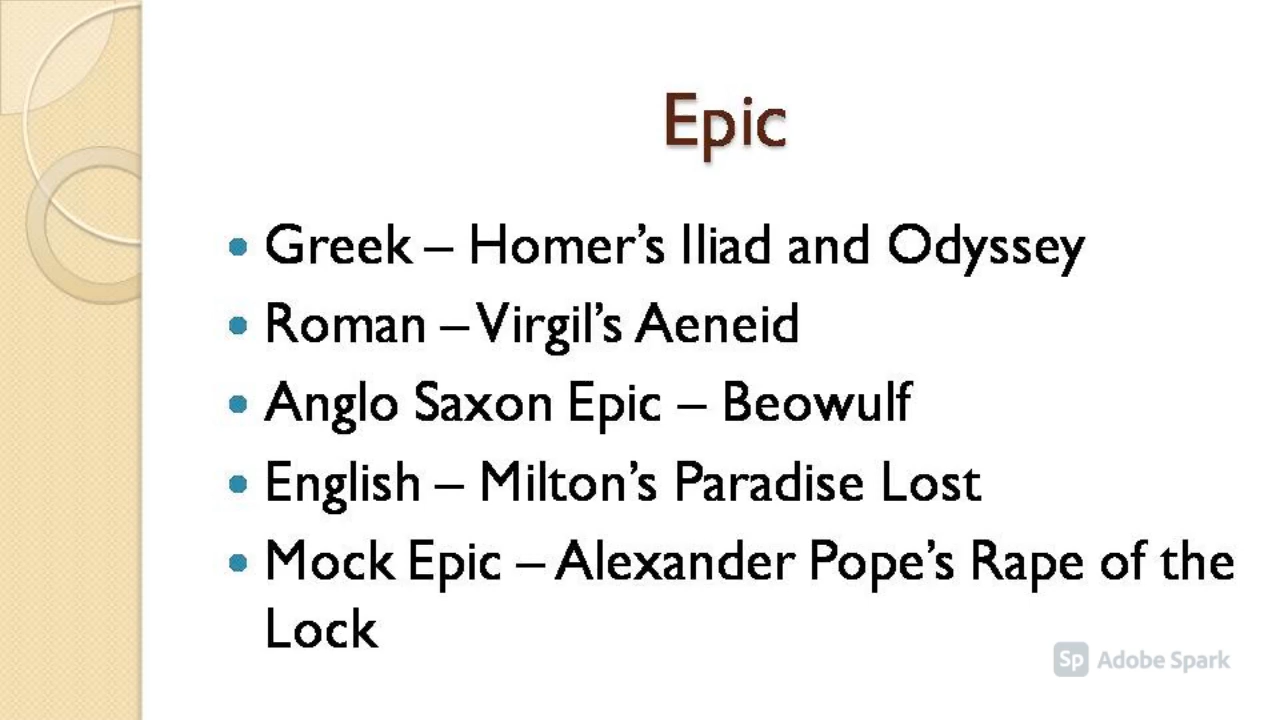 Epic
• Greek – Homer’s Iliad and Odyssey
• Roman – Virgil’s Aeneid
• Anglo Saxon Epic – Beowulf
• English – Milton’s Paradise Lost
• Mock Epic – Alexander Pope’s Rape of the
Lock
Sp Adobe Spark